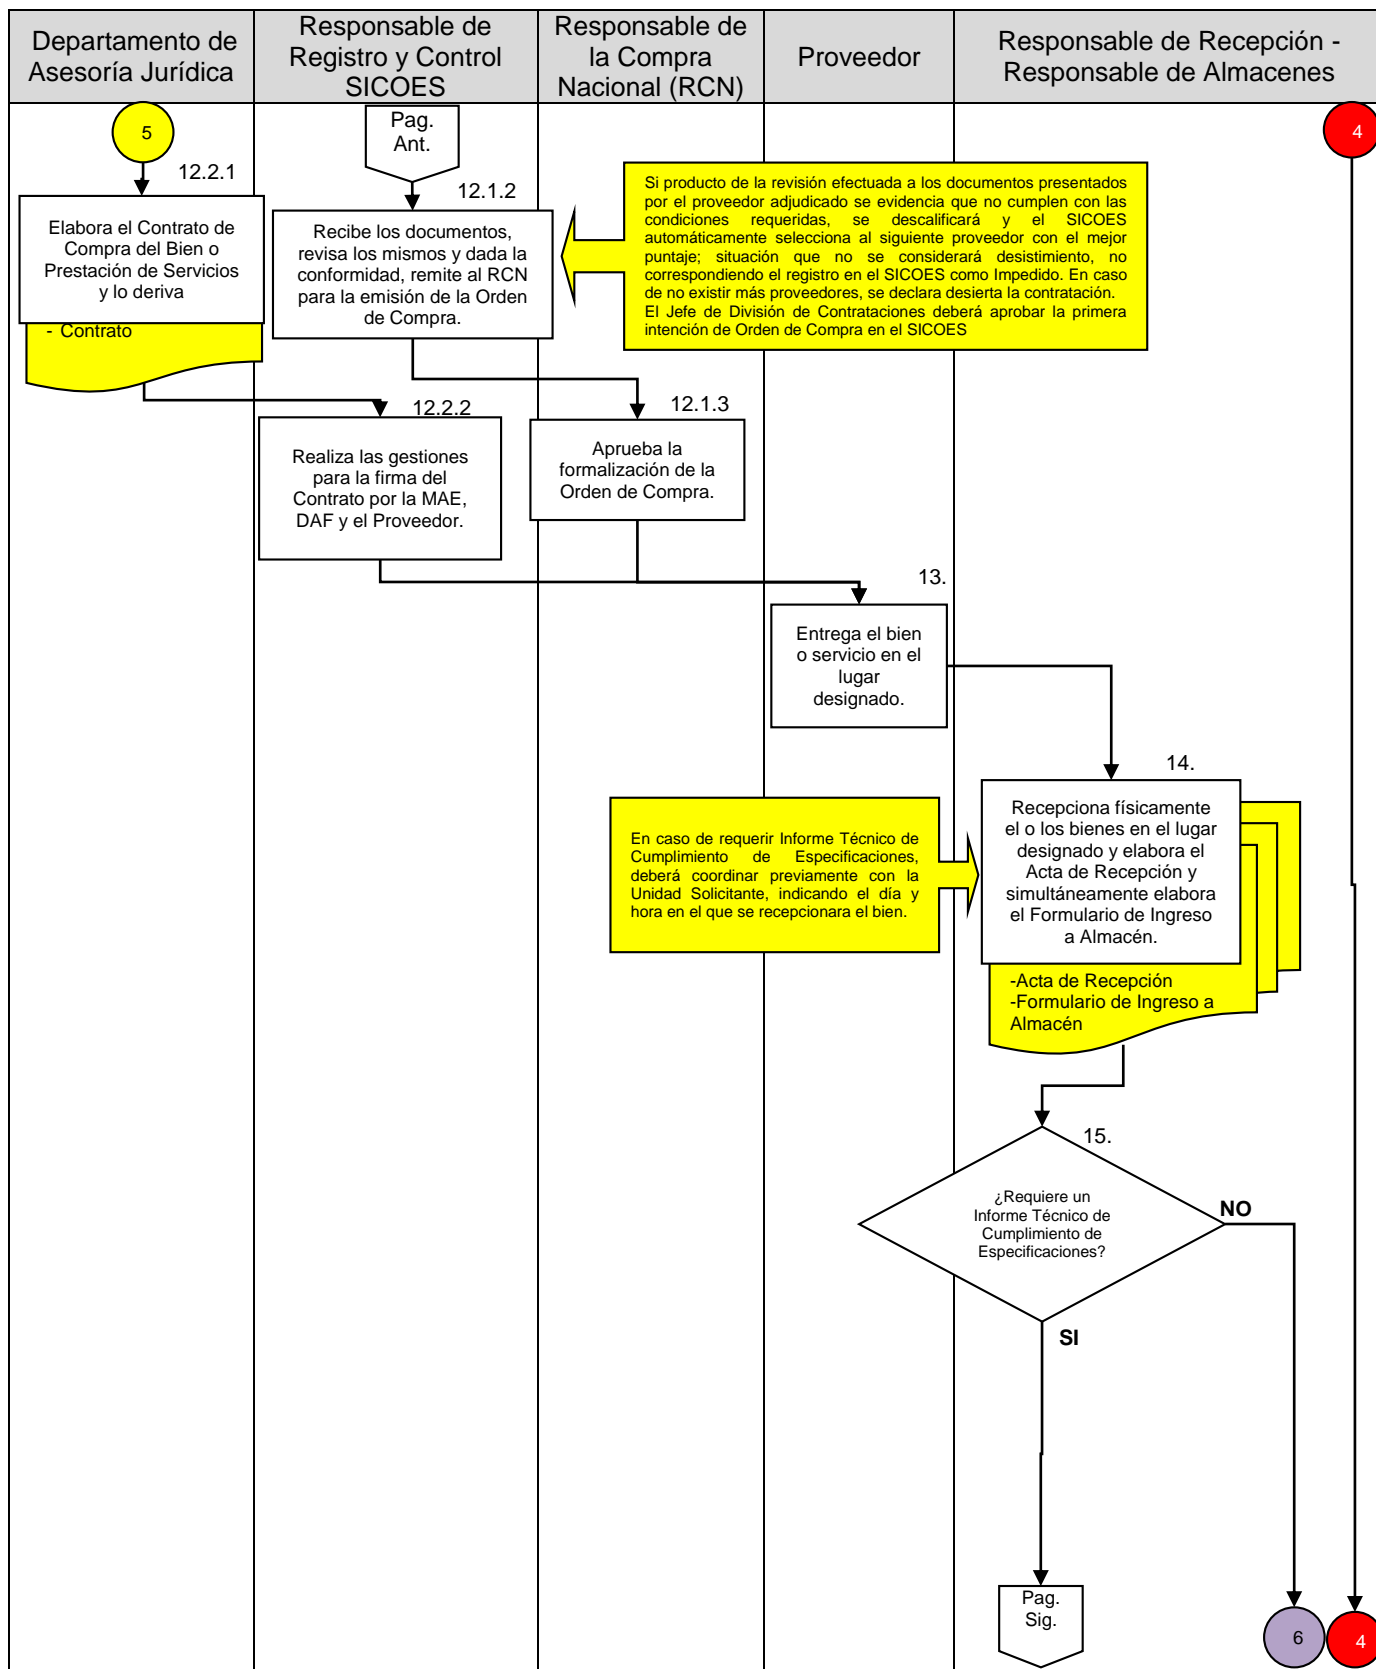 Departamento de
Asesoría Jurídica
Responsable de
Registro y Control
SICOES
Responsable de
la Compra
Nacional (RCN)
Proveedor
Responsable de Recepción -
Responsable de Almacenes
5
Pag.
Ant.
4
12.2.1
Elabora el Contrato de
Compra del Bien o
Prestación de Servicios
y lo deriva
- Contrato
12.1.2
Recibe los documentos,
revisa los mismos y dada la
conformidad, remite al RCN
para la emisión de la Orden
de Compra.
Si producto de la revisión efectuada a los documentos presentados
por el proveedor adjudicado se evidencia que no cumplen con las
condiciones requeridas, se descalificará y el SICOES
automáticamente selecciona al siguiente proveedor con el mejor
puntaje; situación que no se considerará desistimiento, no
correspondiendo el registro en el SICOES como Impedido. En caso
de no existir más proveedores, se declara desierta la contratación.
El Jefe de División de Contrataciones deberá aprobar la primera
intención de Orden de Compra en el SICOES
12.2.2
Realiza las gestiones
para la firma del
Contrato por la MAE,
DAF y el Proveedor.
12.1.3
Aprueba la
formalización de la
Orden de Compra.
13.
Entrega el bien
o servicio en el
lugar
designado.
14.
Recepciona físicamente
el o los bienes en el lugar
designado y elabora el
Acta de Recepción y
simultáneamente elabora
el Formulario de Ingreso
a Almacén.
En caso de requerir Informe Técnico de
Cumplimiento de Especificaciones,
deberá coordinar previamente con la
Unidad Solicitante, indicando el día y
hora en el que se recepcionara el bien.
-Acta de Recepción
-Formulario de Ingreso a
Almacén
15.
¿Requiere un
Informe Técnico de
Cumplimiento de
Especificaciones?
NO
SI
Pag.
Sig.
6
4